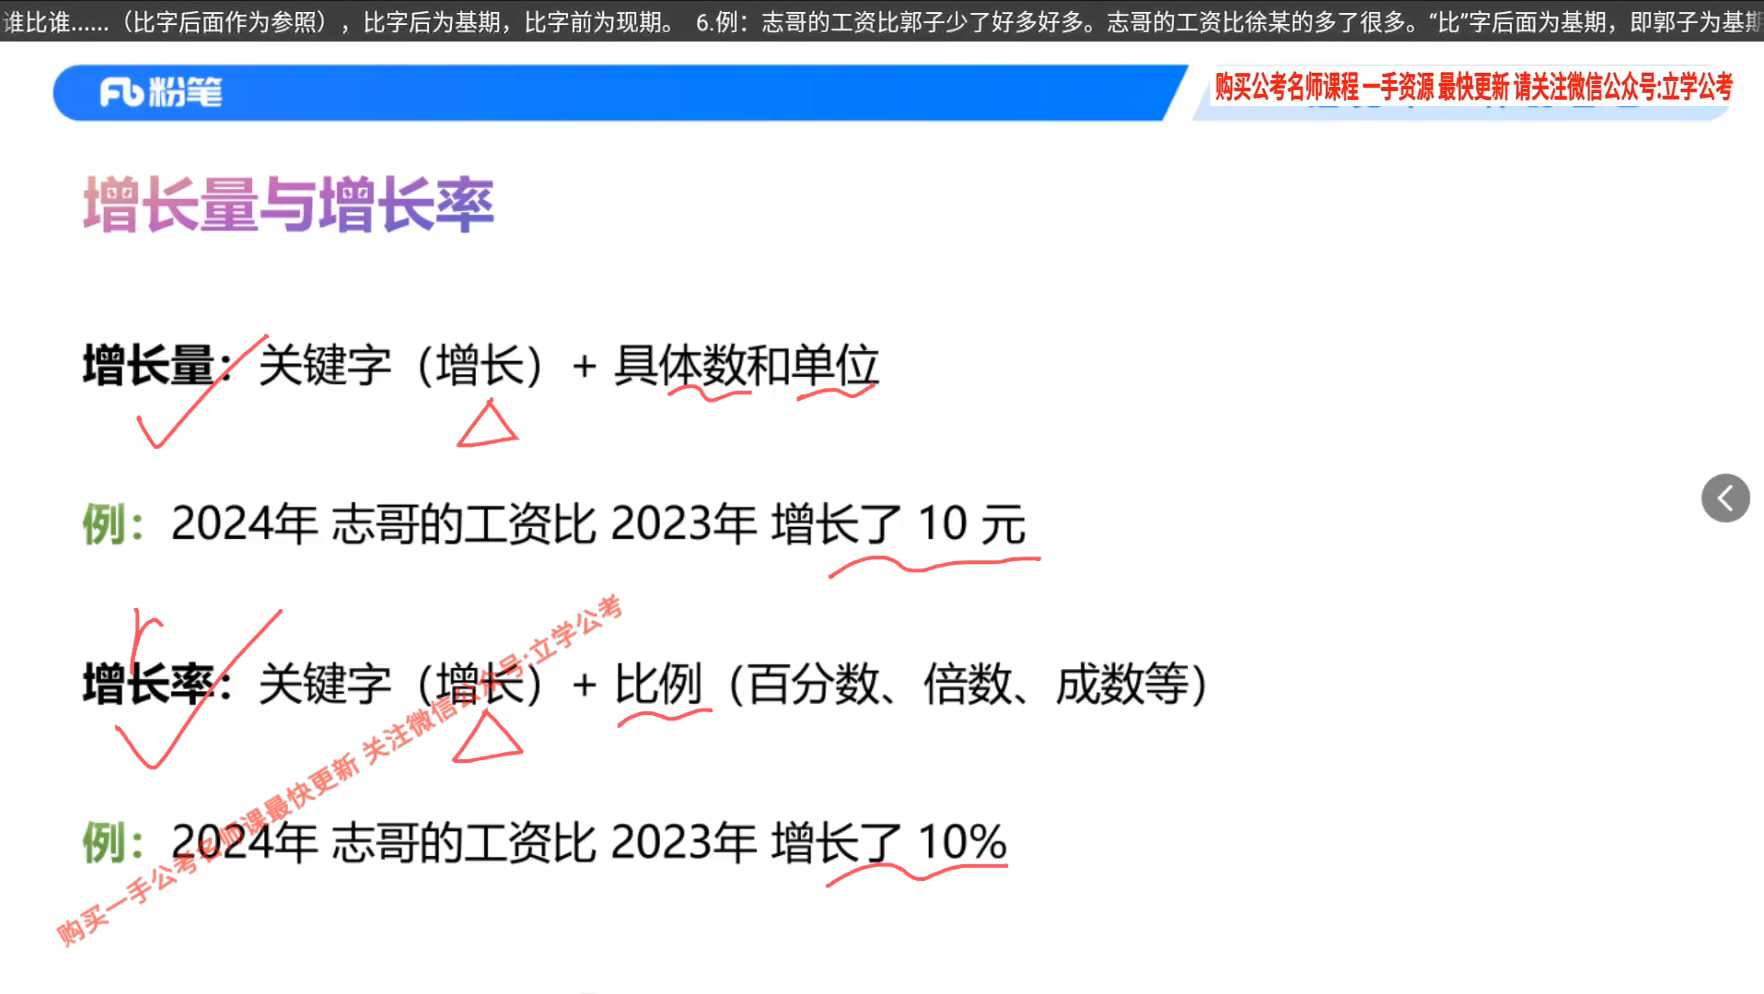 谁比谁......（比字后面作为参照），比字后为基期，比字前为现期。 6.例：志哥的工资比郭子少了好多好多。志哥的工资比徐某的多了很多。“比”字后面为基期，即郭子为基期
粉笔
购买公考名师课程 一手资源 最快更新 请关注微信公众号:立学公考
增长量与增长率
增长量：关键字（增长）+ 具体数和单位
例：2024年 志哥的工资比 2023年 增长了 10 元
r
增长率：关键字（增长）+ 比例（百分数、倍数、成数等）
例：2024年 志哥的工资比 2023年 增长了 10%
购买一手公考名师课最快更新 关注微信公众号:立学公考